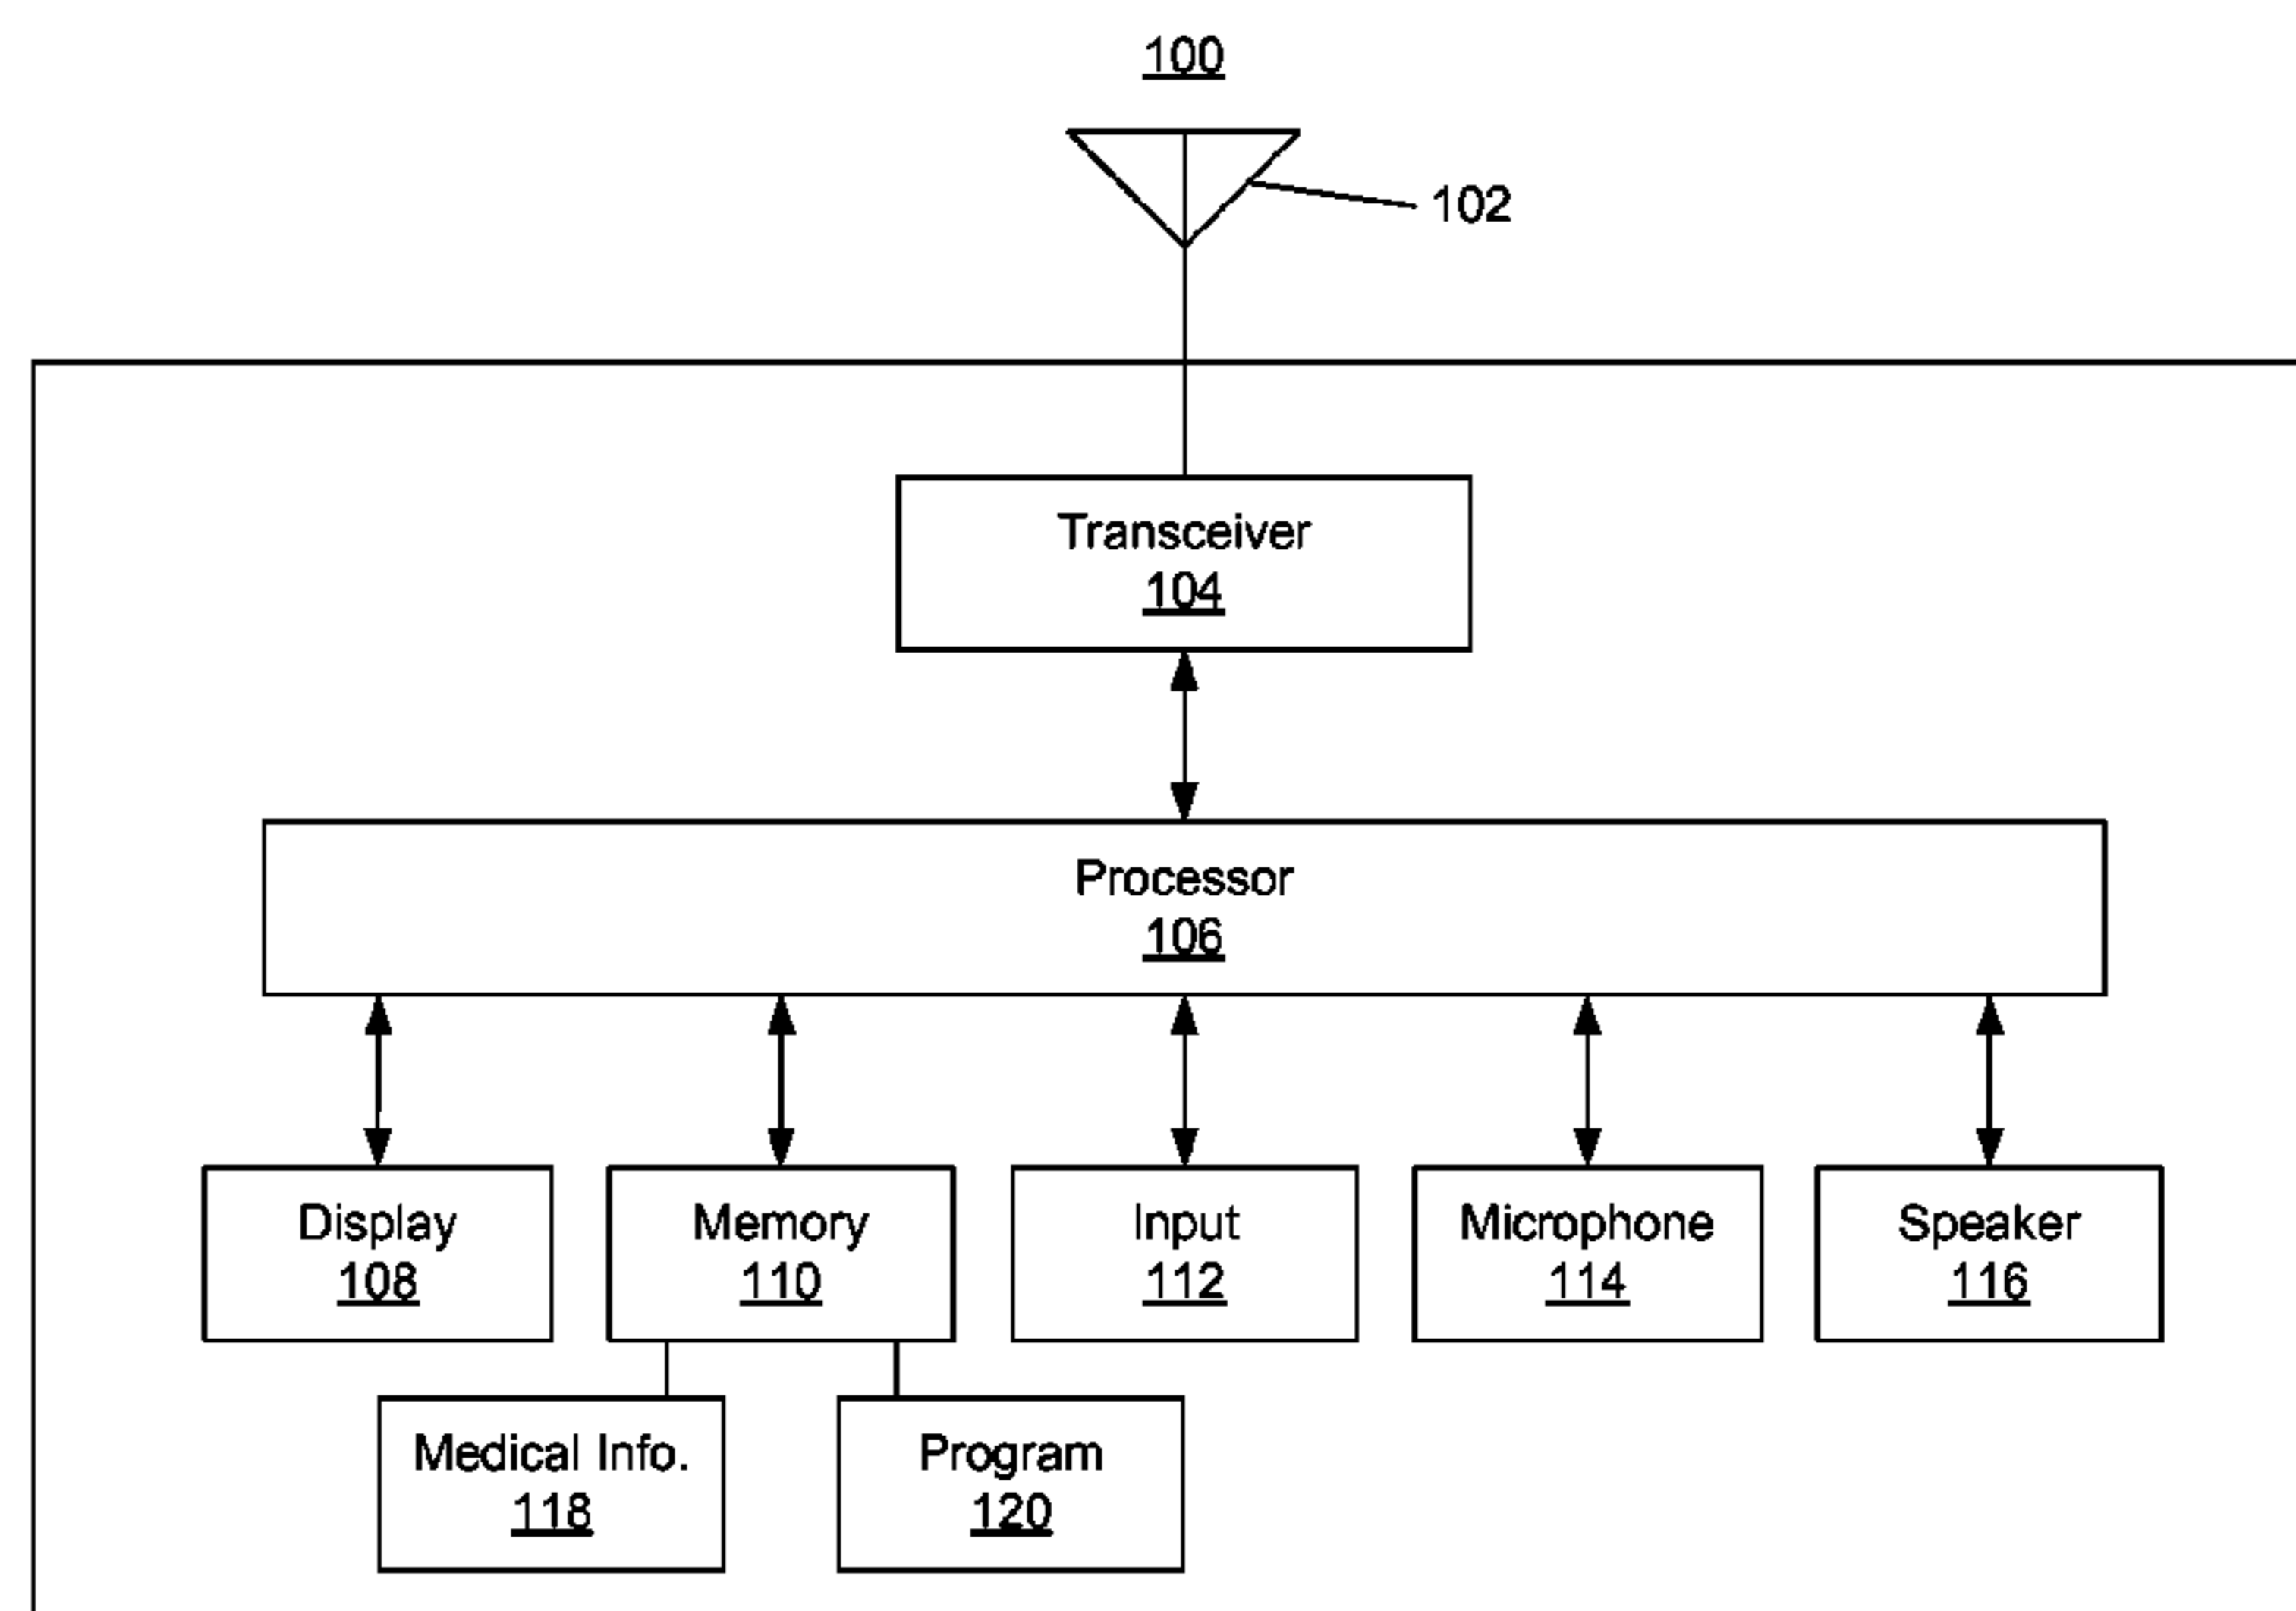 100
102
Transceiver
104
Processor
106
Display
108
Memory
110
Input
112
Microphone
114
Speaker
116
Medical Info.
118
Program
120